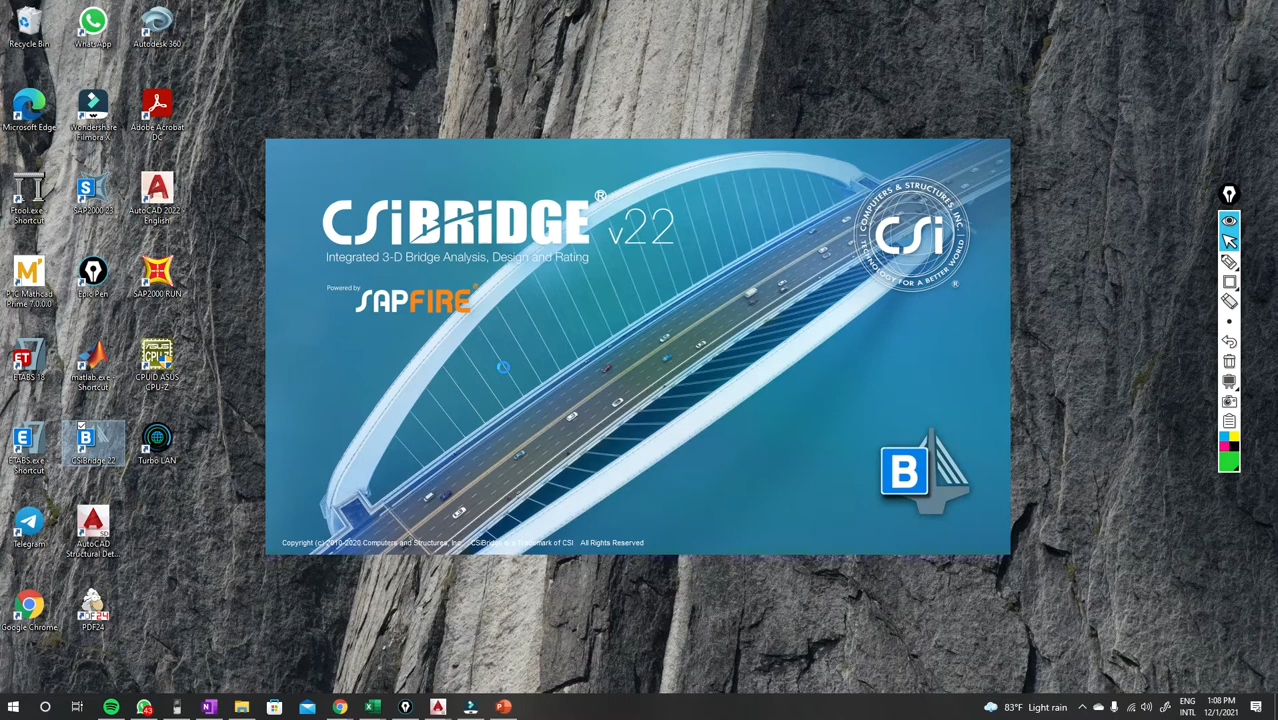 Recycle Bin
WhatsApp
Autodesk 360
Microsoft Edge
Wondershare
Filmora X
Adobe Acrobat
DC
Ftool.exe -
Shortcut
SAP2000 23
AutoCAD 2022 -
English
PTC Mathcad
Prime 7.0.0.0
Epic Pen
SAP2000 RUN
ETABS 18
matlab.exe -
Shortcut
CPUID ASUS
CPU-Z
ETABS.exe -
Shortcut
CSiBridge 22
Turbo LAN
Telegram
AutoCAD
Structural Det...
Google Chrome
PDF24
CSiBRiDGE® v22
Integrated 3-D Bridge Analysis, Design and Rating
Powered by
SAPFIRE®
COMPUTERS & STRUCTURES, INC.
CSi
TECHNOLOGY FOR A BETTER WORLD
®
B
Copyright (c) 2010-2020 Computers and Structures, Inc. CSiBridge is a Trademark of CSI All Rights Reserved
43
83°F Light rain
ENG
INTL
1:08 PM
12/1/2021